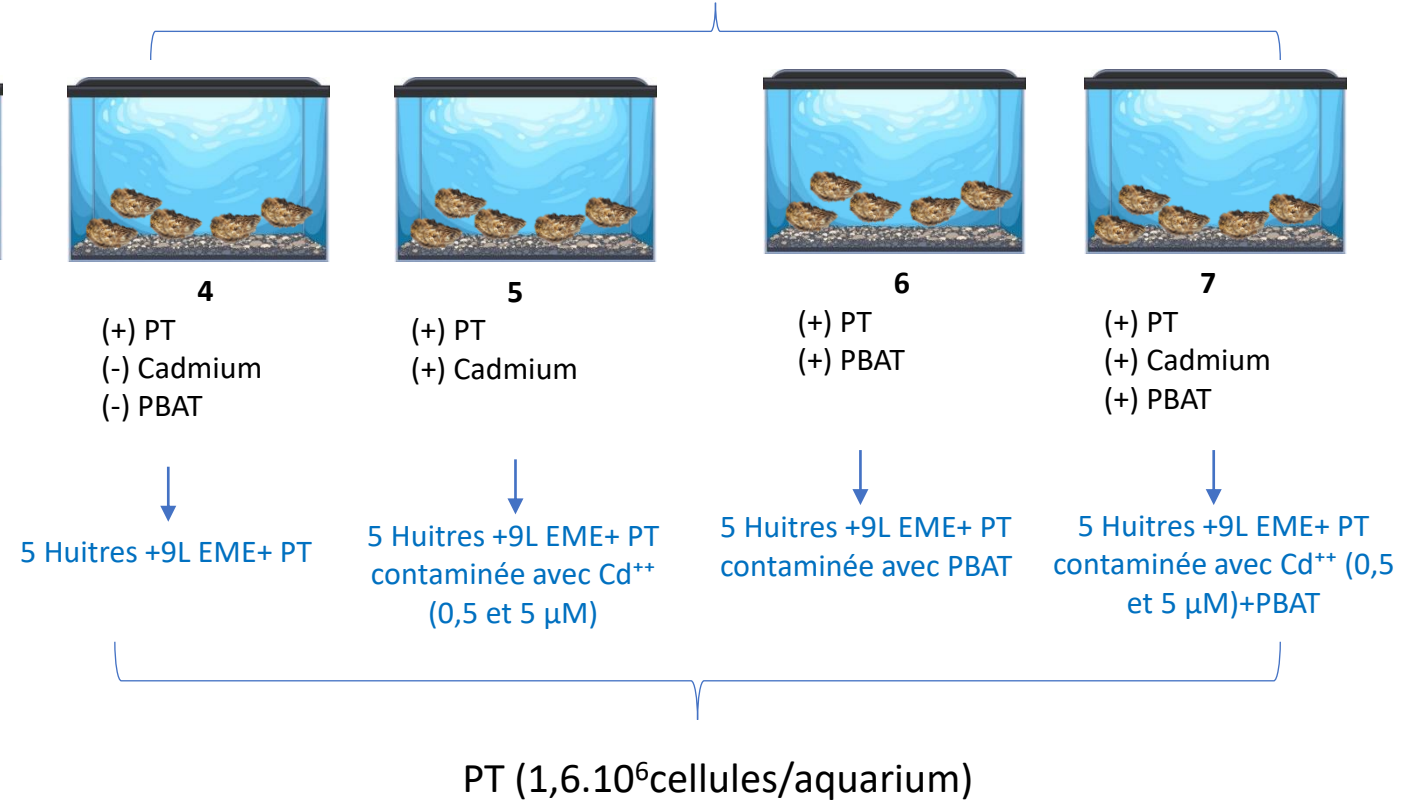 4
(+) PT
(-) Cadmium
(-) PBAT
5 Huitres +9L EME+ PT
5
(+) PT
(+) Cadmium
5 Huitres +9L EME+ PT
contaminée avec Cd⁺⁺
(0,5 et 5 µM)
6
(+) PT
(+) PBAT
5 Huitres +9L EME+ PT
contaminée avec PBAT
7
(+) PT
(+) Cadmium
(+) PBAT
5 Huitres +9L EME+ PT
contaminée avec Cd⁺⁺ (0,5
et 5 µM)+PBAT
PT (1,6.10⁶cellules/aquarium)